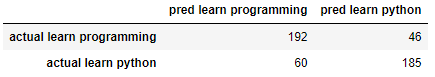 pred learn programming pred learn python
actual learn programming 192 46
actual learn python 60 185